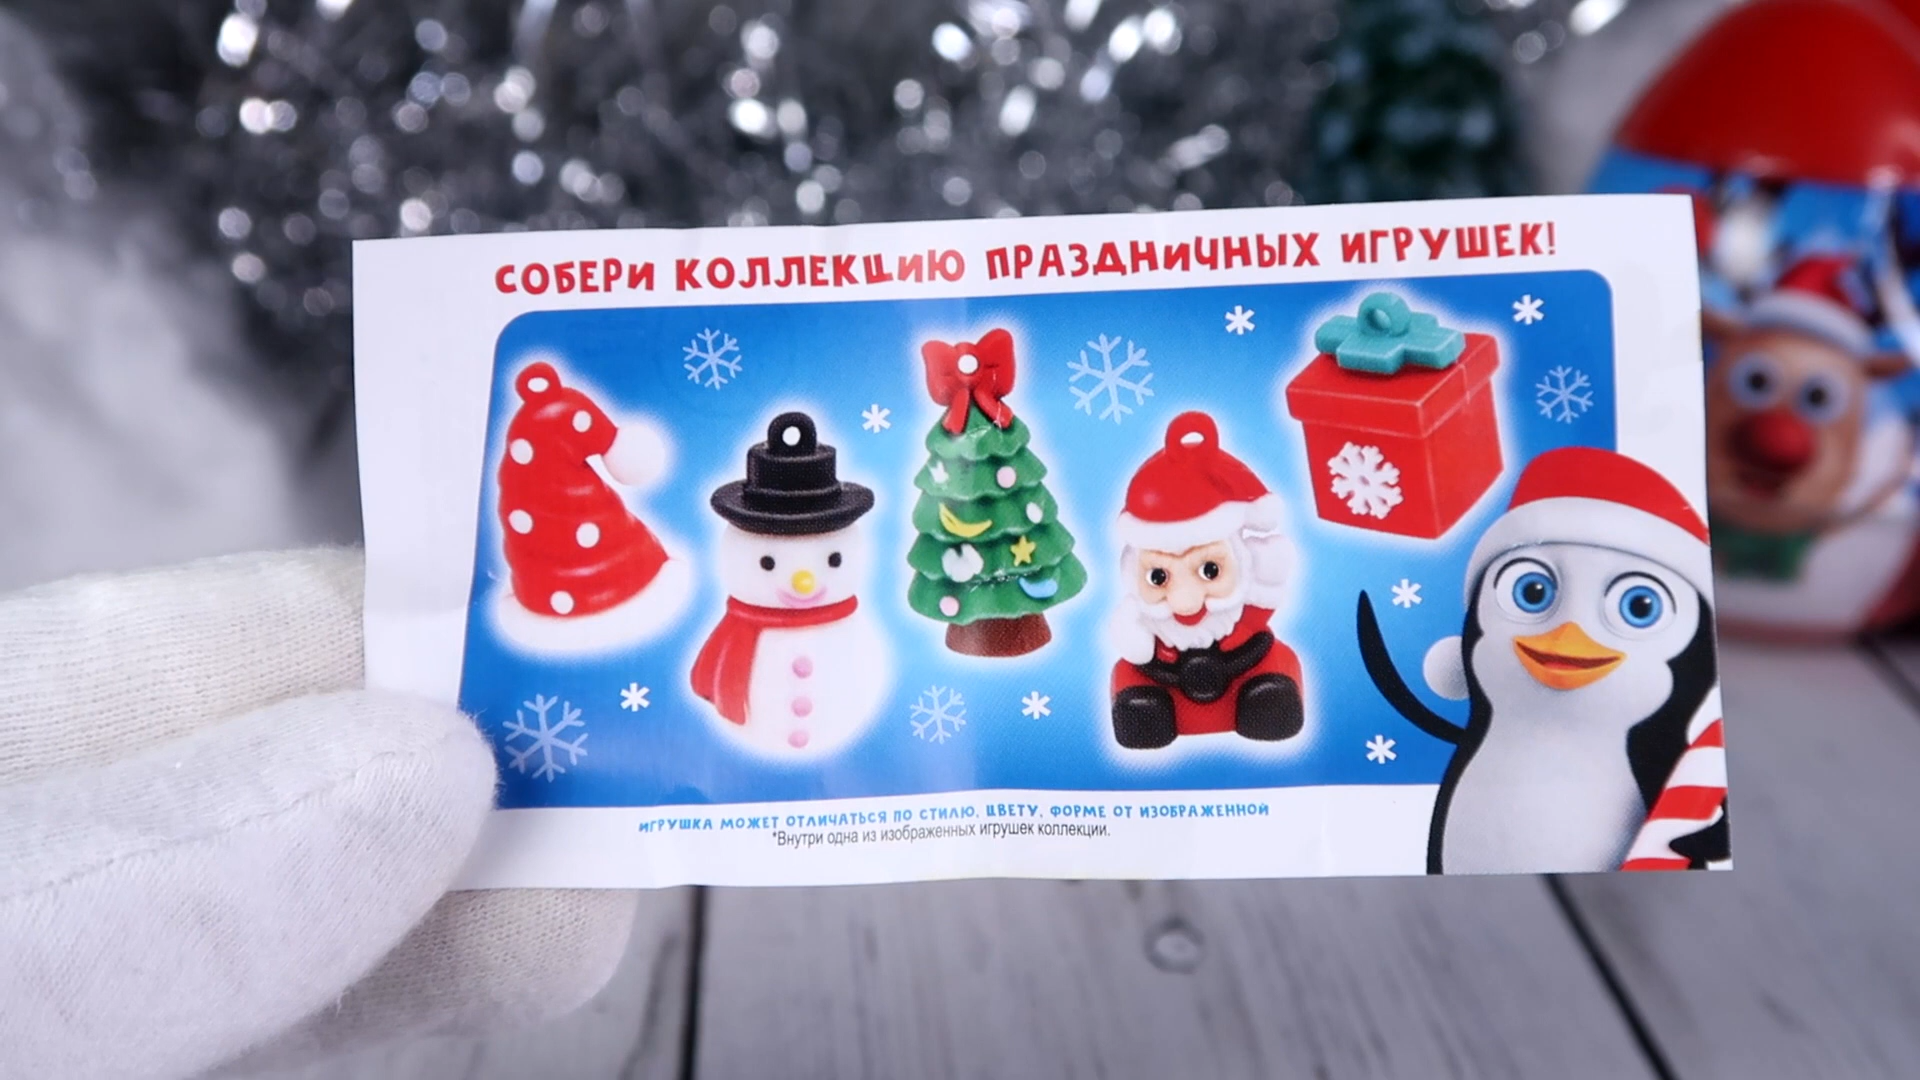 СОБЕРИ КОЛЛЕКЦИЮ ПРАЗДНИЧНЫХ ИГРУШЕК!
ИГРУШКА МОЖЕТ ОТЛИЧАТЬСЯ ПО СТИЛЮ, ЦВЕТУ, ФОРМЕ ОТ ИЗОБРАЖЕННОЙ
*Внутри одна из изображенных игрушек коллекции.